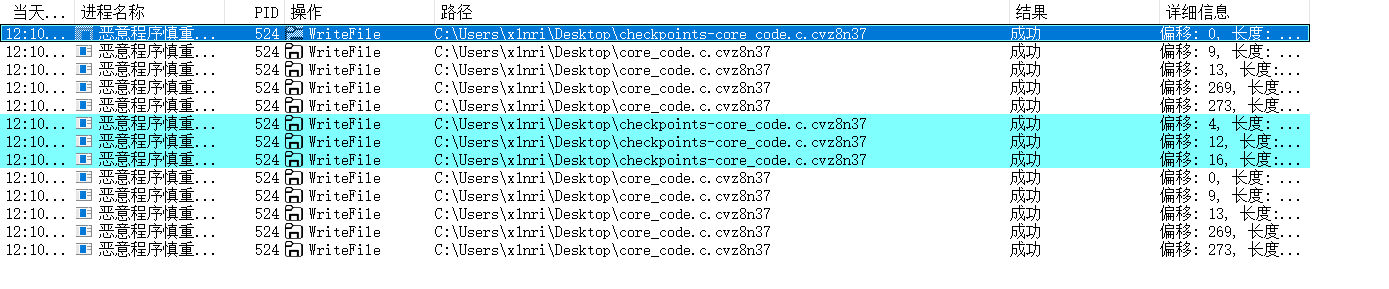 当天... 进程名称 PID 操作 路径 结果 详细信息
12:10... 恶意程序慎重... 524 WriteFile C:\Users\x1nri\Desktop\checkpoints-core_code.c.cvz8n37 成功 偏移: 0, 长度: ...
12:10... 恶意程序慎重... 524 WriteFile C:\Users\x1nri\Desktop\core_code.c.cvz8n37 成功 偏移: 9, 长度: ...
12:10... 恶意程序慎重... 524 WriteFile C:\Users\x1nri\Desktop\core_code.c.cvz8n37 成功 偏移: 13, 长度:...
12:10... 恶意程序慎重... 524 WriteFile C:\Users\x1nri\Desktop\core_code.c.cvz8n37 成功 偏移: 269, 长度...
12:10... 恶意程序慎重... 524 WriteFile C:\Users\x1nri\Desktop\core_code.c.cvz8n37 成功 偏移: 273, 长度...
12:10... 恶意程序慎重... 524 WriteFile C:\Users\x1nri\Desktop\checkpoints-core_code.c.cvz8n37 成功 偏移: 4, 长度: ...
12:10... 恶意程序慎重... 524 WriteFile C:\Users\x1nri\Desktop\checkpoints-core_code.c.cvz8n37 成功 偏移: 12, 长度:...
12:10... 恶意程序慎重... 524 WriteFile C:\Users\x1nri\Desktop\checkpoints-core_code.c.cvz8n37 成功 偏移: 16, 长度:...
12:10... 恶意程序慎重... 524 WriteFile C:\Users\x1nri\Desktop\core_code.c.cvz8n37 成功 偏移: 0, 长度: ...
12:10... 恶意程序慎重... 524 WriteFile C:\Users\x1nri\Desktop\core_code.c.cvz8n37 成功 偏移: 9, 长度: ...
12:10... 恶意程序慎重... 524 WriteFile C:\Users\x1nri\Desktop\core_code.c.cvz8n37 成功 偏移: 13, 长度:...
12:10... 恶意程序慎重... 524 WriteFile C:\Users\x1nri\Desktop\core_code.c.cvz8n37 成功 偏移: 269, 长度...
12:10... 恶意程序慎重... 524 WriteFile C:\Users\x1nri\Desktop\core_code.c.cvz8n37 成功 偏移: 273, 长度...